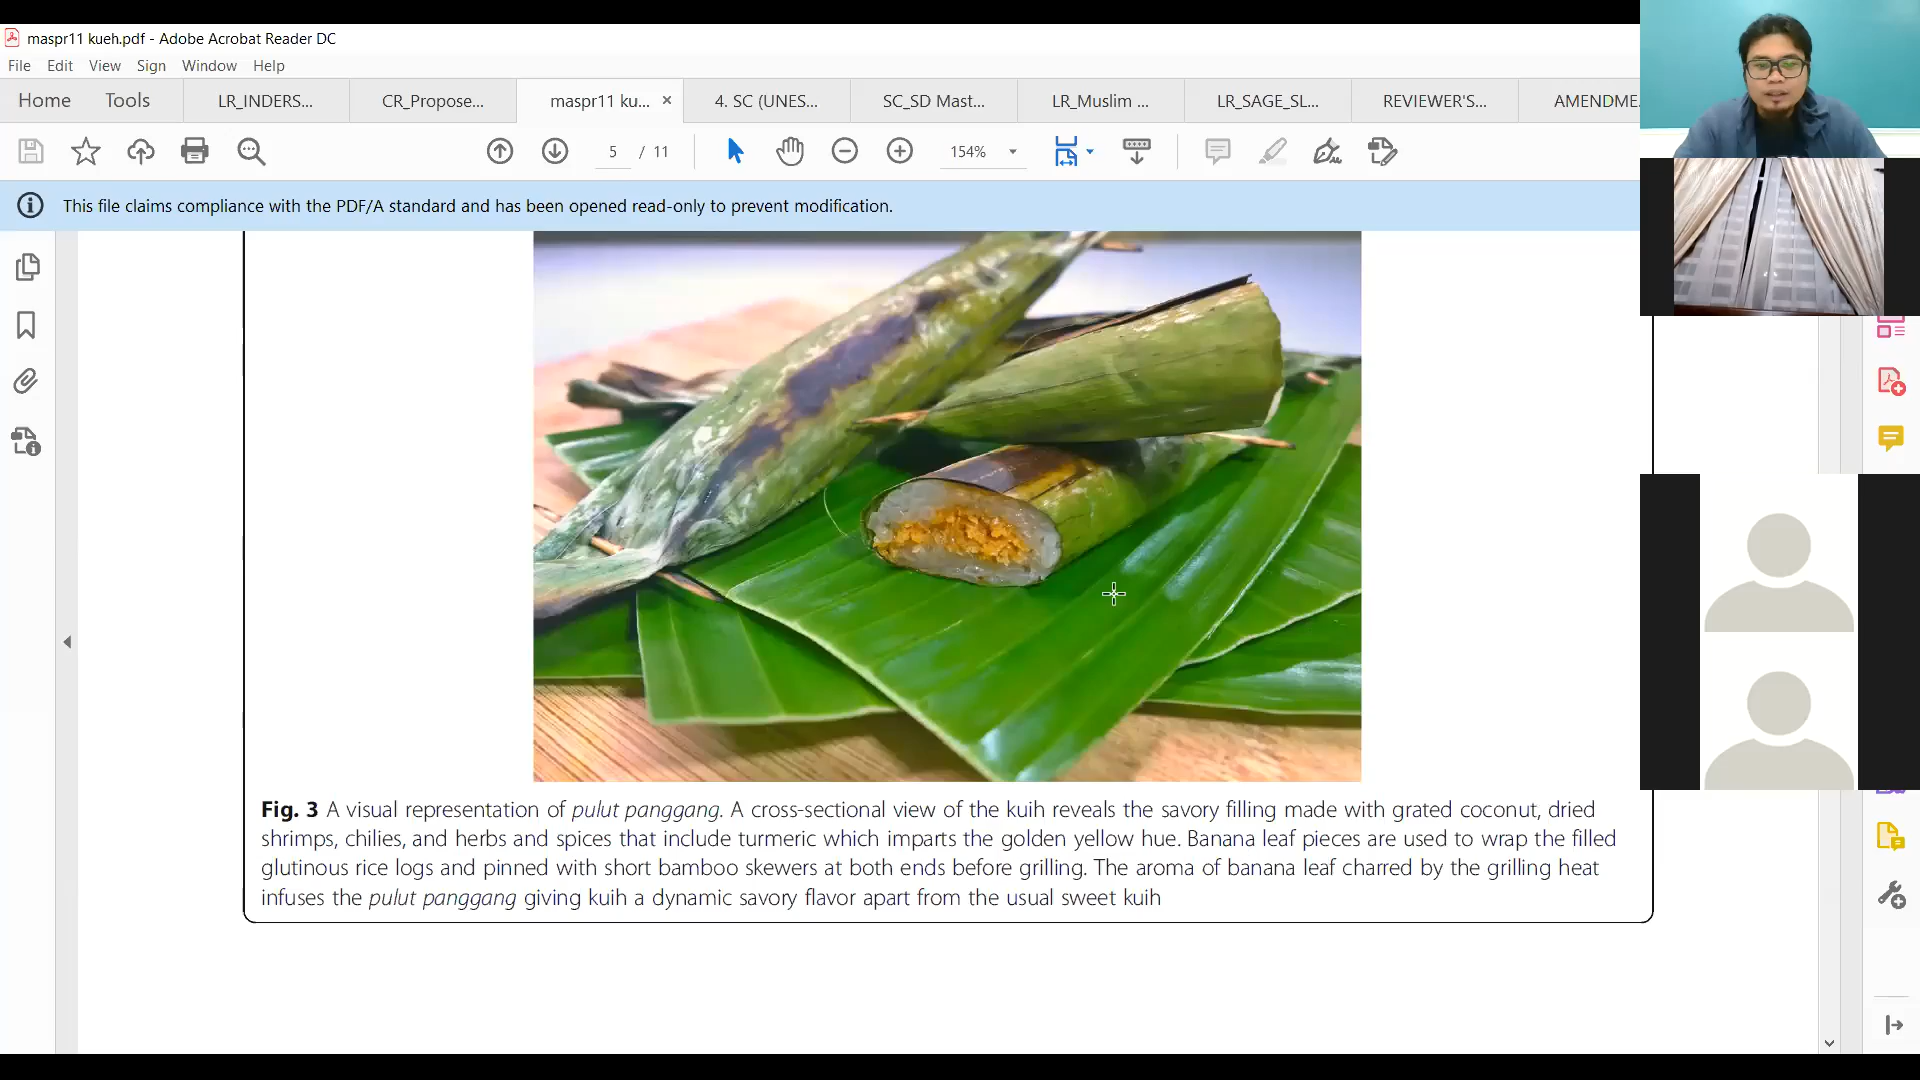 maspr11 kueh.pdf - Adobe Acrobat Reader DC
File Edit View Sign Window Help
Home Tools LR_INDERS... CR_Propose... maspr11 ku... × 4. SC (UNES... SC_SD Mast... LR_Muslim ... LR_SAGE_SL... REVIEWER'S... AMENDME
5 / 11 154%
This file claims compliance with the PDF/A standard and has been opened read-only to prevent modification.
Fig. 3 A visual representation of pulut panggang. A cross-sectional view of the kuih reveals the savory filling made with grated coconut, dried
shrimps, chilies, and herbs and spices that include turmeric which imparts the golden yellow hue. Banana leaf pieces are used to wrap the filled
glutinous rice logs and pinned with short bamboo skewers at both ends before grilling. The aroma of banana leaf charred by the grilling heat
infuses the pulut panggang giving kuih a dynamic savory flavor apart from the usual sweet kuih